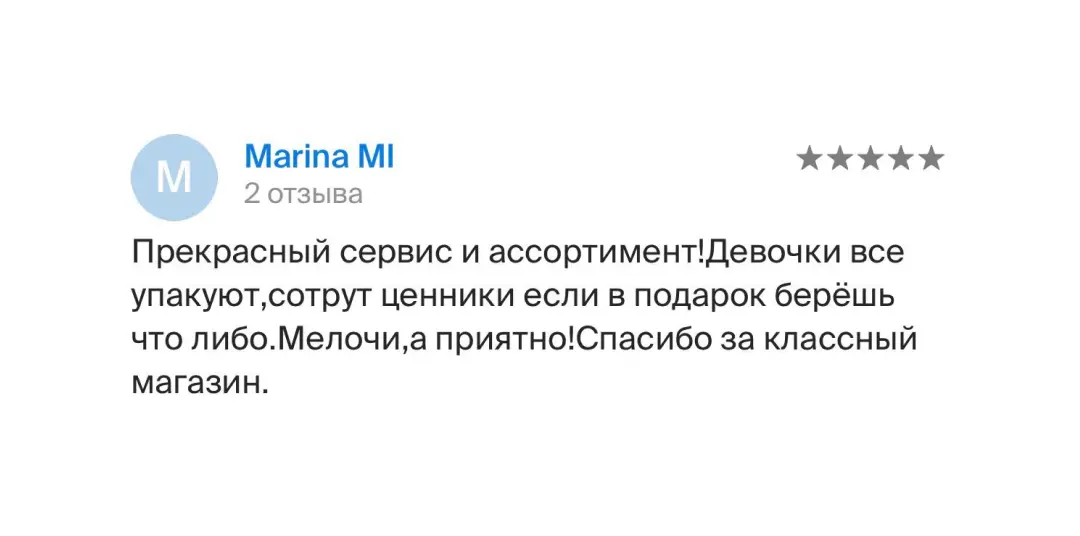 M
Marina MI
2 отзыва
★★★★★
Прекрасный сервис и ассортимент!Девочки все
упакуют,сотрут ценники если в подарок берёшь
что либо.Мелочи,а приятно!Спасибо за классный
магазин.